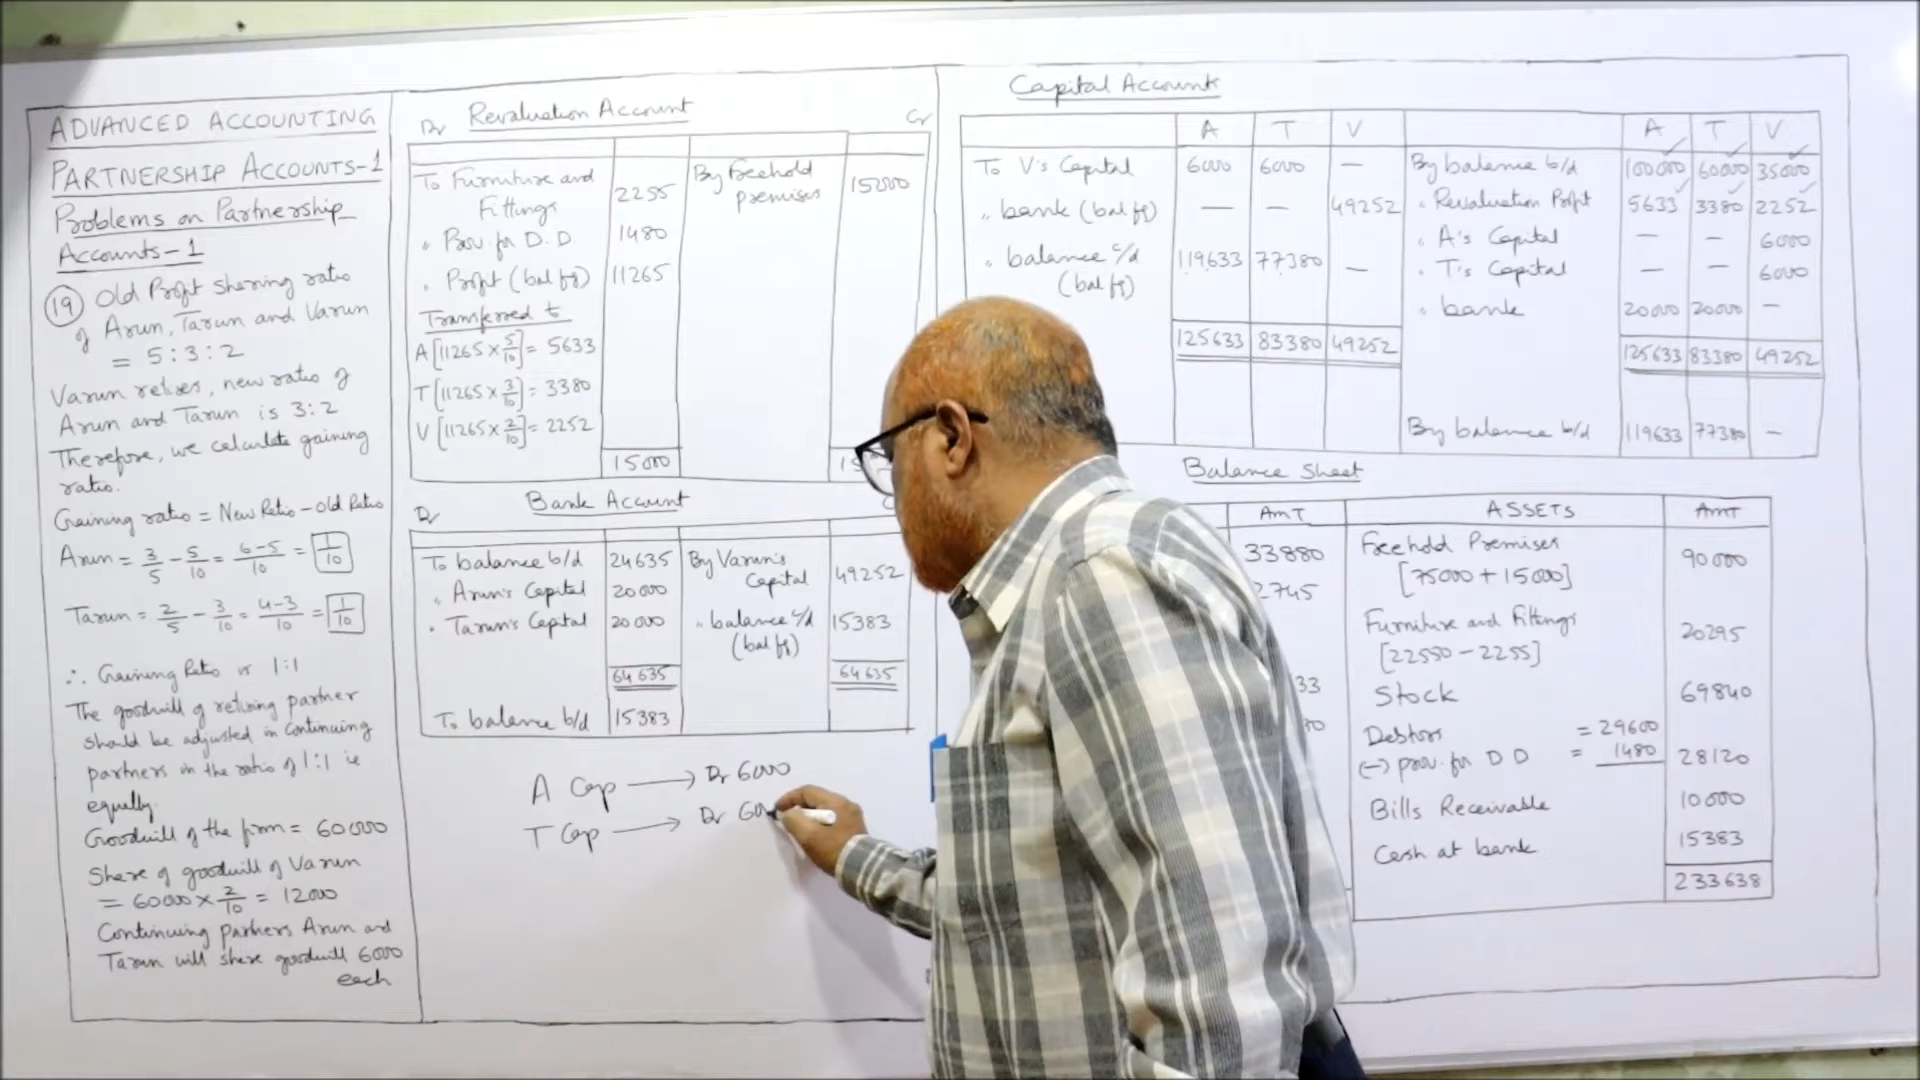 ADVANCED ACCOUNTING
PARTNERSHIP ACCOUNTS-1
Problems on Partnership
Accounts-1
(19) Old Profit sharing ratio
of Arun, Tarun and Varun
= 5:3:2
Varun retires, new ratio of
Arun and Tarun is 3:2
Therefore, we calculate gaining
ratio.
Gaining ratio = New Ratio - Old Ratio
Arun = 3/5 - 5/10 = 6-5/10 = 1/10
Tarun = 2/5 - 3/10 = 4-3/10 = 1/10
∴ Gaining Ratio is 1:1
The goodwill of retiring partner
should be adjusted in continuing
partners in the ratio of 1:1 ie
equally.
Goodwill of the firm = 60000
Share of goodwill of Varun
= 60000 × 2/10 = 12000
Continuing partners Arun and
Tarun will share goodwill 6000
each
Dr Revaluation Account Cr
To Furniture and By Freehold
Fittings 2255 premises 15000
" Prov. for D.D 1480
" Profit (bal fg) 11265
Transferred to
A [11265 × 5/10] = 5633
T [11265 × 3/10] = 3380
V [11265 × 2/10] = 2252
15000
Dr Bank Account
To balance b/d 24635 By Varun's
Capital 49252
" Arun's Capital 20000
" Tarun's Capital 20000 " balance c/d 15383
(bal fg)
64635 64635
To balance b/d 15383
A Cap → Dr 6000
T Cap → Dr
Capital Accounts
A T V A T V
To V's Capital 6000 6000 — By balance b/d 100000 60000 35000
" bank (bal fg) — — 49252 " Revaluation Profit 5633 3380 2252
" balance c/d 119633 77380 — " A's Capital — — 6000
(bal fg) " T's Capital — — 6000
" bank 20000 20000 —
125633 83380 49252 125633 83380 49252
By balance b/d 119633 77380 —
Balance Sheet
AMT ASSETS AMT
33880 Freehold Premises 90000
[75000 + 15000]
2745 Furniture and Fittings 20295
[22550 - 2255]
33 Stock 69840
Debtors = 29600
(-) prov. for D D = 1480 28120
Bills Receivable 10000
Cash at bank 15383
233638